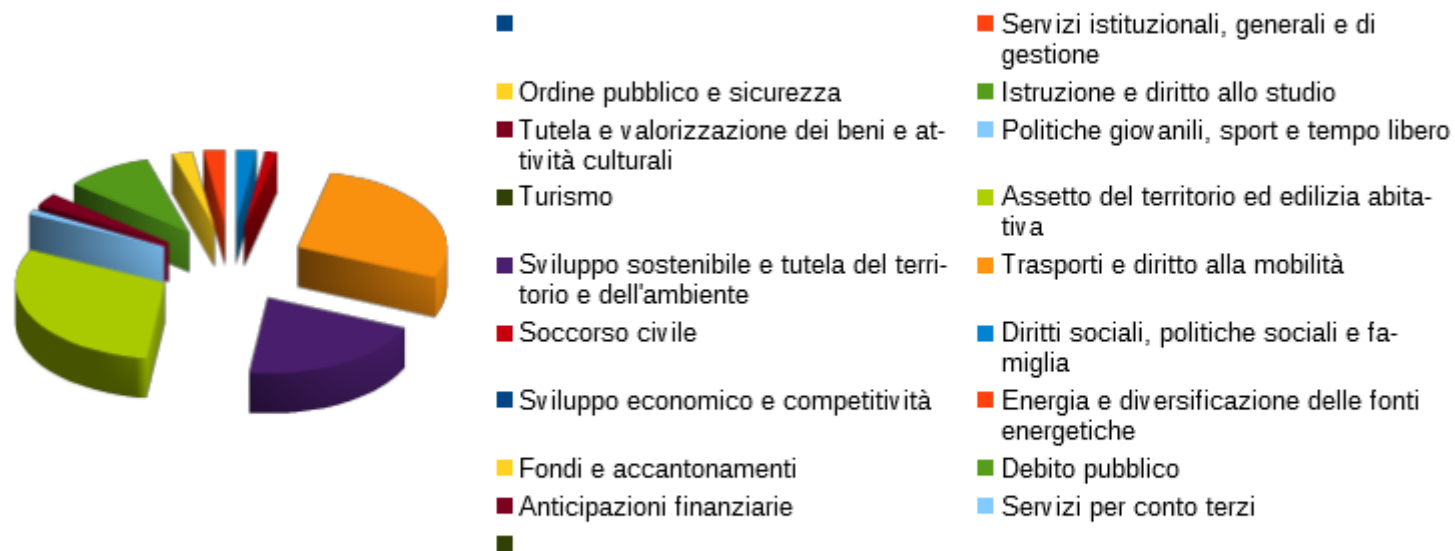 Servizi istituzionali, generali e di
gestione
Ordine pubblico e sicurezza
Istruzione e diritto allo studio
Tutela e valorizzazione dei beni e at-
tività culturali
Politiche giovanili, sport e tempo libero
Turismo
Assetto del territorio ed edilizia abita-
tiva
Sviluppo sostenibile e tutela del terri-
torio e dell'ambiente
Trasporti e diritto alla mobilità
Soccorso civile
Diritti sociali, politiche sociali e fa-
miglia
Sviluppo economico e competitività
Energia e diversificazione delle fonti
energetiche
Fondi e accantonamenti
Debito pubblico
Anticipazioni finanziarie
Servizi per conto terzi